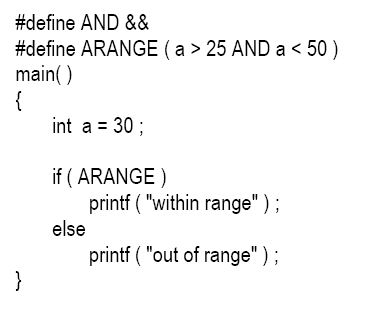 #define AND &&
#define ARANGE ( a > 25 AND a < 50 )
main( )
{
int  a = 30 ;
if ( ARANGE )
printf ( "within range" ) ;
else
printf ( "out of range" ) ;
}